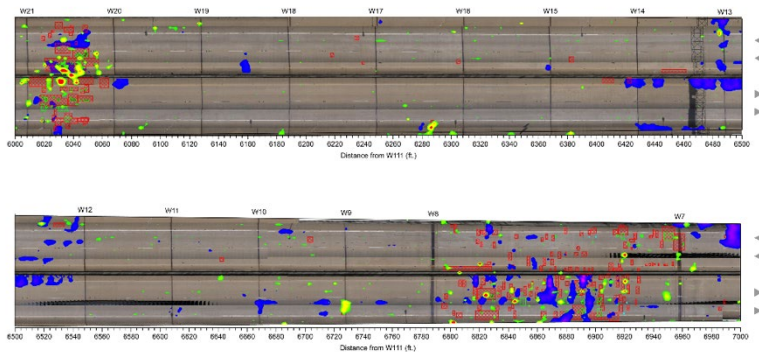 W21 W20 W19 W18 W17 W16 W15 W14 W13
6000 6020 6040 6060 6080 6100 6120 6140 6160 6180 6200 6220 6240 6260 6280 6300 6320 6340 6360 6380 6400 6420 6440 6460 6480 6500
Distance from W111 (ft.)
W12 W11 W10 W9 W8 W7
6500 6520 6540 6560 6580 6600 6620 6640 6660 6680 6700 6720 6740 6760 6780 6800 6820 6840 6860 6880 6900 6920 6940 6960 6980 7000
Distance from W111 (ft.)